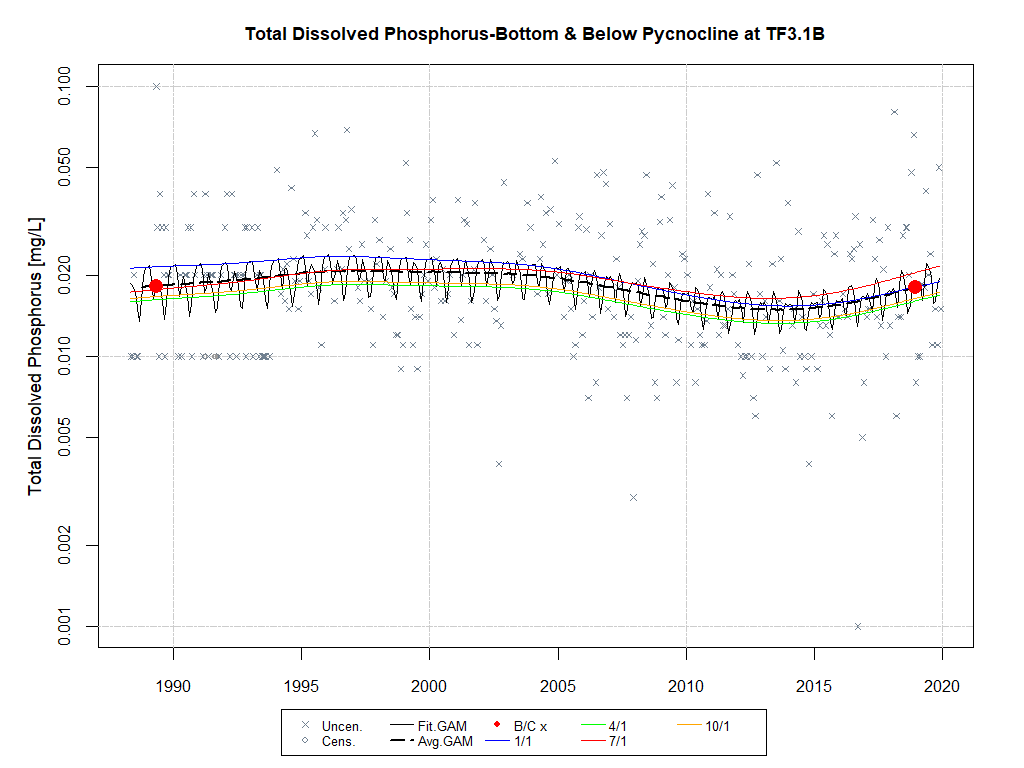 Total Dissolved Phosphorus-Bottom & Below Pycnocline at TF3.1B
Total Dissolved Phosphorus [mg/L]
0.100
0.050
0.020
0.010
0.005
0.002
0.001
1990 1995 2000 2005 2010 2015 2020
Uncen. Fit.GAM B/C x 4/1 10/1
Cens. Avg.GAM 1/1 7/1